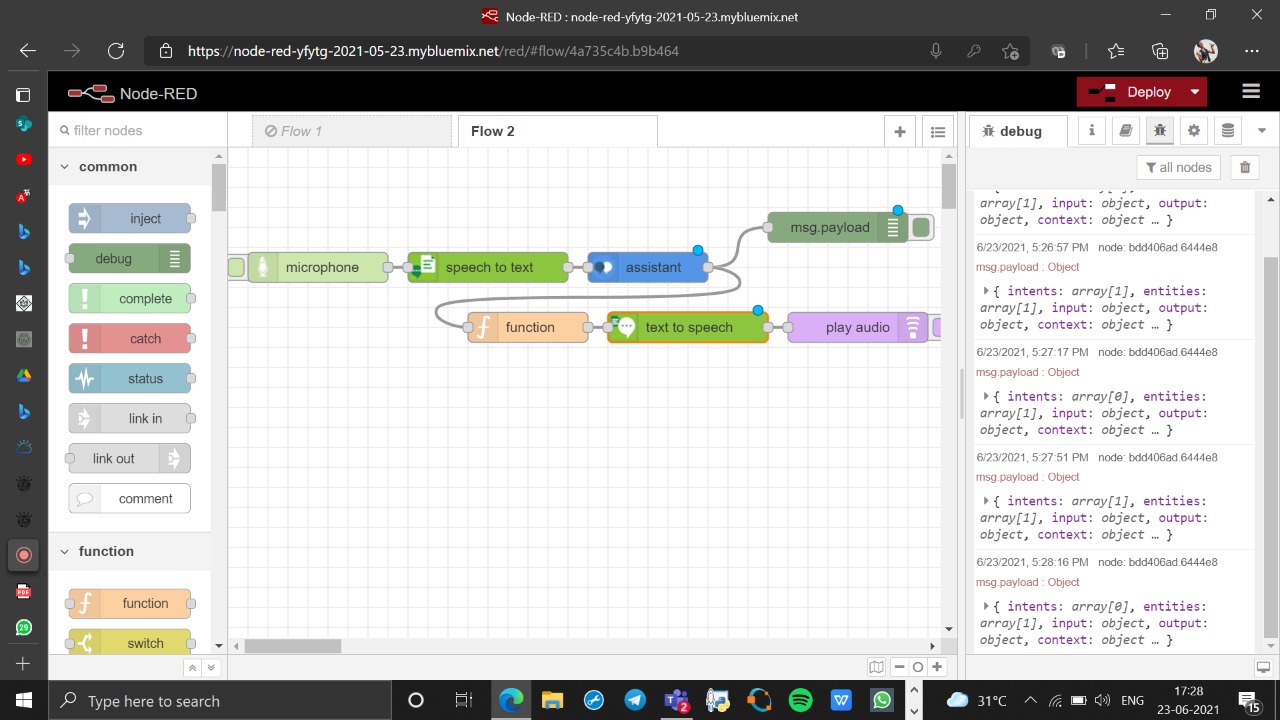 Node-RED : node-red-yfytg-2021-05-23.mybluemix.net
https://node-red-yfytg-2021-05-23.mybluemix.net/red/#flow/4a735c4b.b9b464
Node-RED
Deploy
filter nodes
Flow 1
Flow 2
debug
all nodes
common
inject
debug
complete
catch
status
link in
link out
comment
function
function
switch
microphone
speech to text
assistant
msg.payload
function
text to speech
play audio
{ intents: array[1], entities:
array[1], input: object, output:
object, context: object … }
6/23/2021, 5:26:57 PM node: bdd406ad.6444e8
msg.payload : Object
{ intents: array[1], entities:
array[1], input: object, output:
object, context: object … }
6/23/2021, 5:27:17 PM node: bdd406ad.6444e8
msg.payload : Object
{ intents: array[0], entities:
array[1], input: object, output:
object, context: object … }
6/23/2021, 5:27:51 PM node: bdd406ad.6444e8
msg.payload : Object
{ intents: array[1], entities:
array[1], input: object, output:
object, context: object … }
6/23/2021, 5:28:16 PM node: bdd406ad.6444e8
msg.payload : Object
{ intents: array[0], entities:
array[1], input: object, output:
object, context: object … }
Type here to search
31°C
ENG
17:28
23-06-2021
15